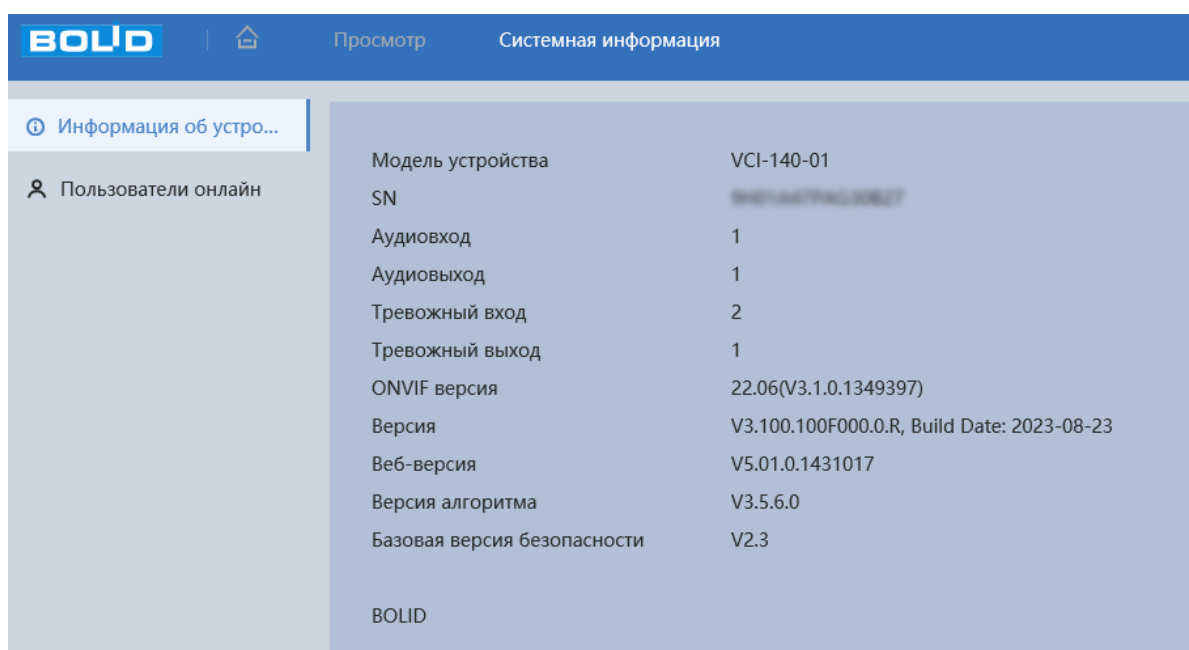 BOLID
Просмотр Системная информация
Информация об устро...
Пользователи онлайн
Модель устройства VCI-140-01
SN
Аудиовход 1
Аудиовыход 1
Тревожный вход 2
Тревожный выход 1
ONVIF версия 22.06(V3.1.0.1349397)
Версия V3.100.100F000.0.R, Build Date: 2023-08-23
Веб-версия V5.01.0.1431017
Версия алгоритма V3.5.6.0
Базовая версия безопасности V2.3
BOLID